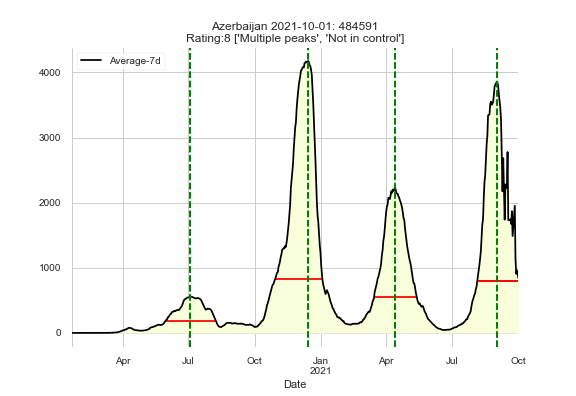 Azerbaijan 2021-10-01: 484591
Rating:8 ['Multiple peaks', 'Not in control']
Average-7d
4000
3000
2000
1000
0
Apr Jul Oct Jan Apr Jul Oct
2021
Date